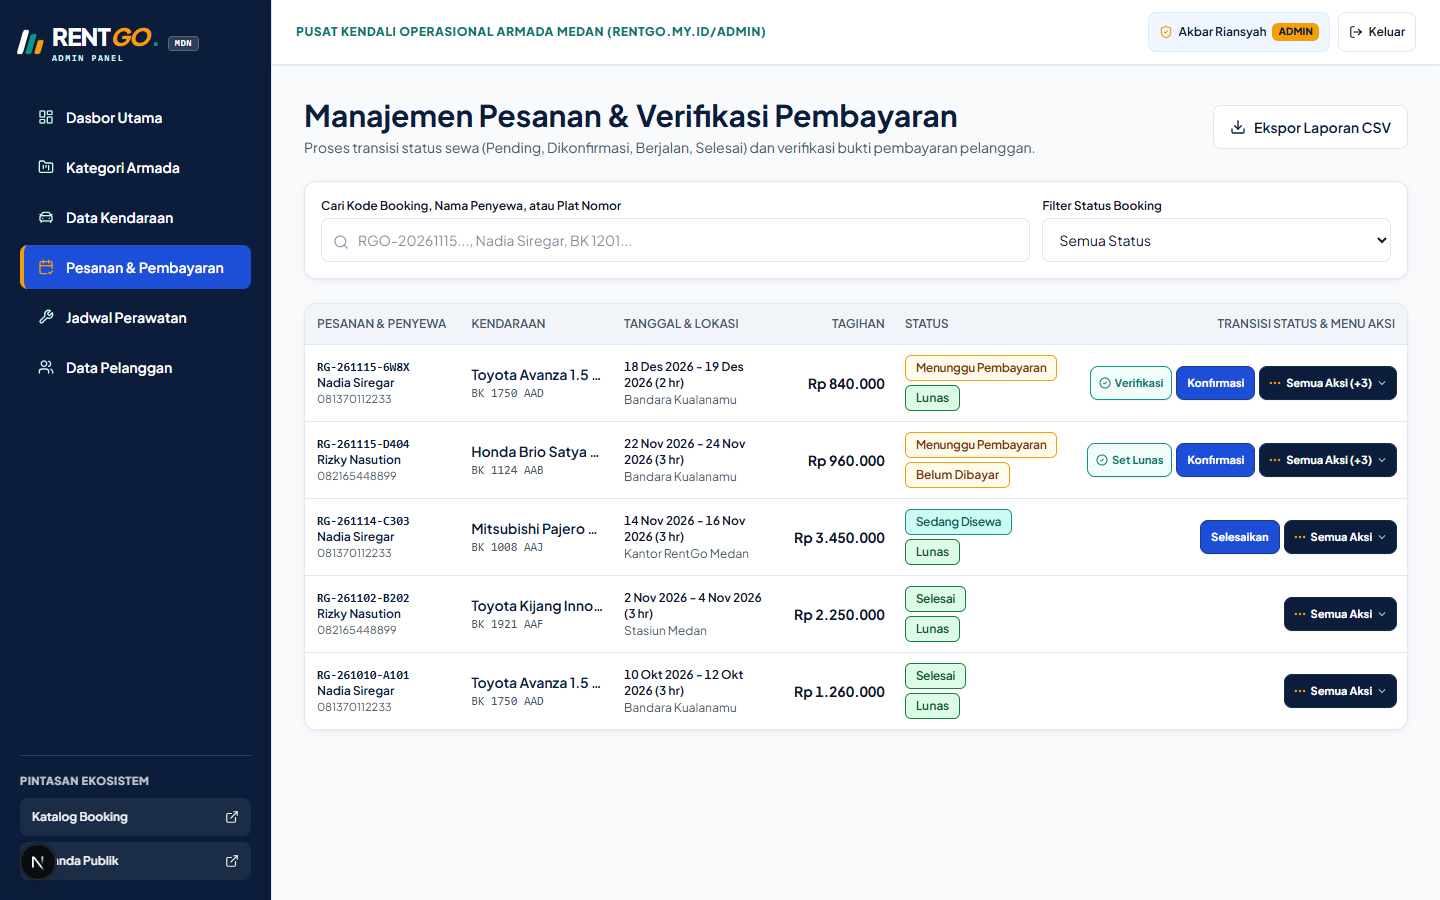 RENTGO.
MDN
ADMIN PANEL
Dasbor Utama
Kategori Armada
Data Kendaraan
Pesanan & Pembayaran
Jadwal Perawatan
Data Pelanggan
PINTASAN EKOSISTEM
Katalog Booking
nda Publik
N
PUSAT KENDALI OPERASIONAL ARMADA MEDAN (RENTGO.MY.ID/ADMIN)
Akbar Riansyah ADMIN
Keluar
Manajemen Pesanan & Verifikasi Pembayaran
Proses transisi status sewa (Pending, Dikonfirmasi, Berjalan, Selesai) dan verifikasi bukti pembayaran pelanggan.
Ekspor Laporan CSV
Cari Kode Booking, Nama Penyewa, atau Plat Nomor
RGO-20261115..., Nadia Siregar, BK 1201...
Filter Status Booking
Semua Status
PESANAN & PENYEWA KENDARAAN TANGGAL & LOKASI TAGIHAN STATUS TRANSISI STATUS & MENU AKSI
RG-261115-6W8X
Nadia Siregar
081370112233
Toyota Avanza 1.5 ...
BK 1750 AAD
18 Des 2026 - 19 Des
2026 (2 hr)
Bandara Kualanamu
Rp 840.000
Menunggu Pembayaran
Lunas
Verifikasi
Konfirmasi
Semua Aksi (+3)
RG-261115-D404
Rizky Nasution
082165448899
Honda Brio Satya ...
BK 1124 AAB
22 Nov 2026 - 24 Nov
2026 (3 hr)
Bandara Kualanamu
Rp 960.000
Menunggu Pembayaran
Belum Dibayar
Set Lunas
Konfirmasi
Semua Aksi (+3)
RG-261114-C303
Nadia Siregar
081370112233
Mitsubishi Pajero ...
BK 1008 AAJ
14 Nov 2026 - 16 Nov
2026 (3 hr)
Kantor RentGo Medan
Rp 3.450.000
Sedang Disewa
Lunas
Selesaikan
Semua Aksi
RG-261102-B202
Rizky Nasution
082165448899
Toyota Kijang Inno...
BK 1921 AAF
2 Nov 2026 - 4 Nov 2026
(3 hr)
Stasiun Medan
Rp 2.250.000
Selesai
Lunas
Semua Aksi
RG-261010-A101
Nadia Siregar
081370112233
Toyota Avanza 1.5 ...
BK 1750 AAD
10 Okt 2026 - 12 Okt
2026 (3 hr)
Bandara Kualanamu
Rp 1.260.000
Selesai
Lunas
Semua Aksi